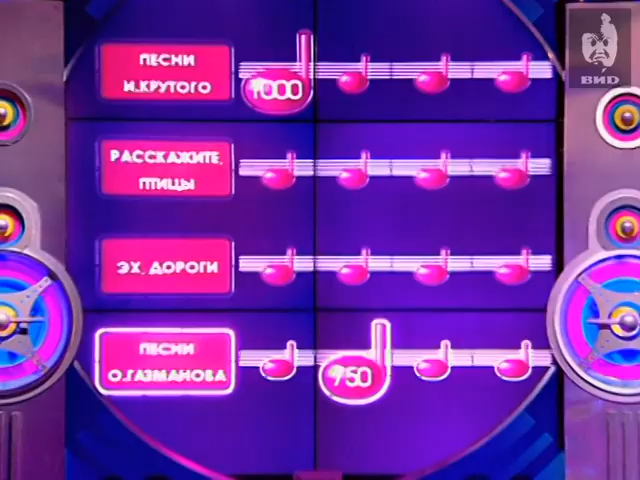 ПЕСНИ
И.КРУТОГО
1000
РАССКАЖИТЕ,
ПТИЦЫ
ЭХ, ДОРОГИ
ПЕСНИ
О.ГАЗМАНОВА
750
ВИD